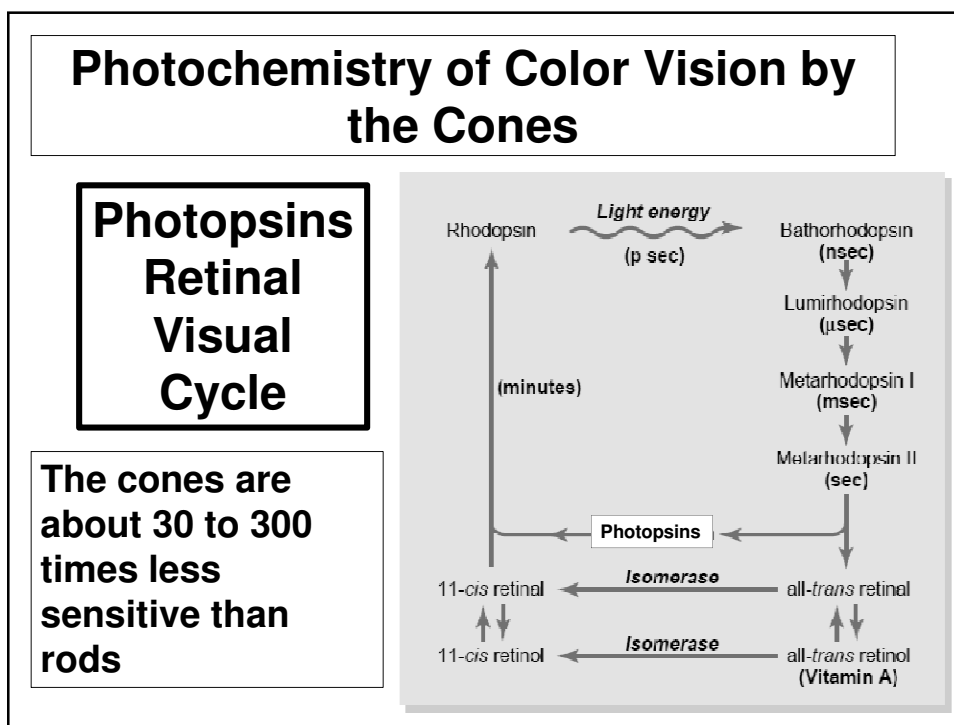 Photochemistry of Color Vision by
the Cones
Photopsins
Retinal
Visual
Cycle
The cones are
about 30 to 300
times less
sensitive than
rods
Rhodopsin
Light energy
(p sec)
Bathorhodopsin
(nsec)
Lumirhodopsin
(μsec)
Metarhodopsin I
(msec)
Metarhodopsin II
(sec)
(minutes)
Photopsins
11-cis retinal
Isomerase
all-trans retinal
11-cis retinol
Isomerase
all-trans retinol
(Vitamin A)